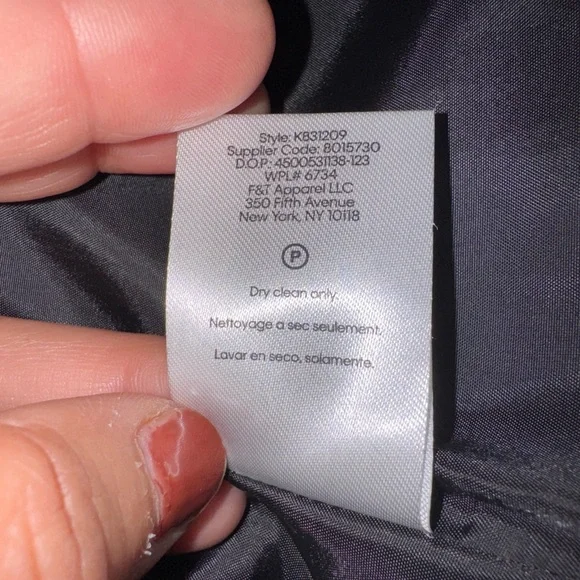 Style: KB31209
Supplier Code: 8015730
D.O.P: 4500531138-123
WPL# 6734
F&T Apparel LLC
350 Fifth Avenue
New York, NY 10118
P
Dry clean only.
Nettoyage a sec seulement.
Lavar en seco, solamente.